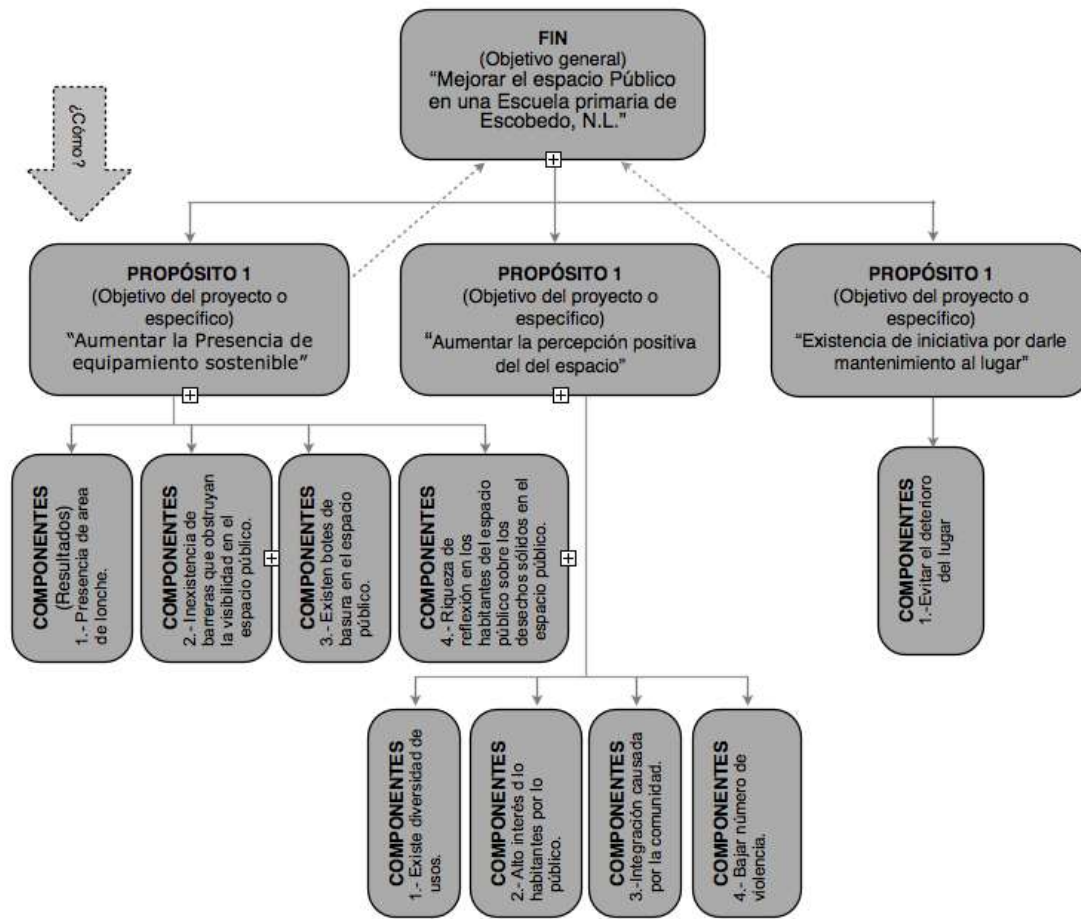 FIN
(Objetivo general)
“Mejorar el espacio Público
en una Escuela primaria de
Escobedo, N.L.”
¿Cómo?
PROPÓSITO 1
(Objetivo del proyecto o
específico)
“Aumentar la Presencia de
equipamiento sostenible”
PROPÓSITO 1
(Objetivo del proyecto o
específico)
“Aumentar la percepción positiva
del del espacio”
PROPÓSITO 1
(Objetivo del proyecto o
específico)
“Existencia de iniciativa por darle
mantenimiento al lugar”
COMPONENTES
(Resultados)
1.- Presencia de area
de lonche.
COMPONENTES
2.- Inexistencia de
barreras que obstruyan
la visibilidad en el
espacio público.
COMPONENTES
3.- Existen botes de
basura en el espacio
público.
COMPONENTES
4.- Riqueza de
reflexión en los
habitantes del espacio
público sobre los
desechos sólidos en el
espacio público.
COMPONENTES
1.-Evitar el deterioro
del lugar
COMPONENTES
1.- Existe diversidad de
usos.
COMPONENTES
2.- Alto interés d lo
habitantes por lo
público.
COMPONENTES
3.-Integración causada
por la comunidad.
COMPONENTES
4.- Bajar número de
violencia.